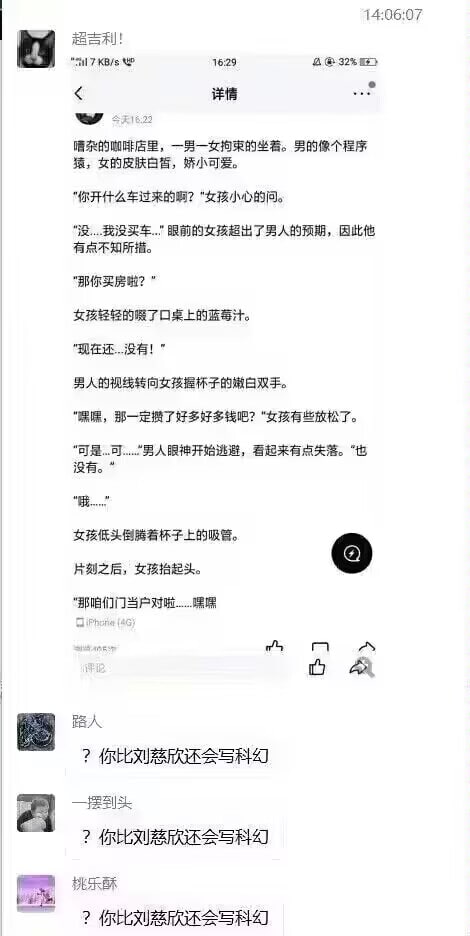 14:06:07
超吉利！
7 KB/s
16:29
32%
详情
今天16:22
嘈杂的咖啡店里，一男一女拘束的坐着。男的像个程序
猿，女的皮肤白皙，娇小可爱。
“你开什么车过来的啊？”女孩小心的问。
“没....我没买车...” 眼前的女孩超出了男人的预期，因此他
有点不知所措。
“那你买房啦？”
女孩轻轻的啜了口桌上的蓝莓汁。
“现在还...没有！”
男人的视线转向女孩握杯子的嫩白双手。
“嘿嘿，那一定攒了好多好多钱吧？”女孩有些放松了。
“可是...可......”男人眼神开始逃避，看起来有点失落。“也
没有。”
“哦......”
女孩低头倒腾着杯子上的吸管。
片刻之后，女孩抬起头。
“那咱们门当户对啦......嘿嘿
iPhone (4G)
评论
路人
？你比刘慈欣还会写科幻
一摆到头
？你比刘慈欣还会写科幻
桃乐酥
？你比刘慈欣还会写科幻